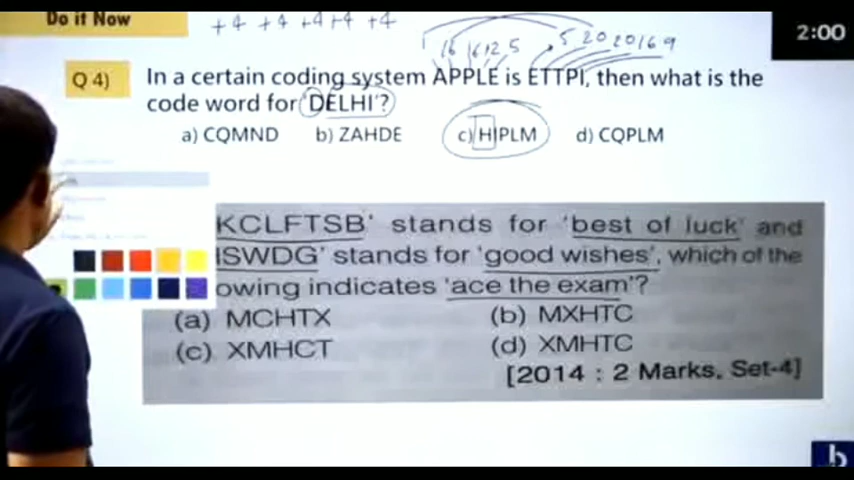 Do it Now
+4 +4 +4 +4 +4
2:00
1 16 16 12 5 5 20 20 16 9
Q 4) In a certain coding system APPLE is ETTPI, then what is the
code word for 'DELHI'?
a) CQMND b) ZAHDE c) HIPLM d) CQPLM
KCLFTSB' stands for 'best of luck' and
ISWDG' stands for 'good wishes', which of the
owing indicates 'ace the exam'?
(a) MCHTX (b) MXHTC
(c) XMHCT (d) XMHTC
[2014 : 2 Marks, Set-4]
b